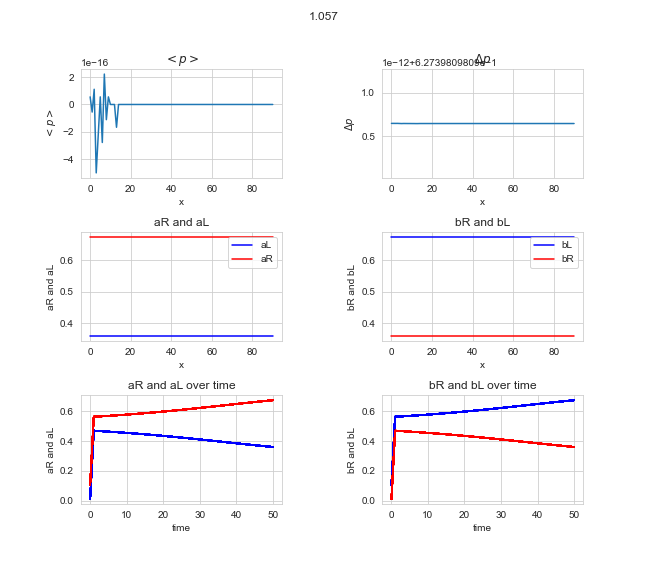 1.057
< p >
1e−16
< p >
2
0
−2
−4
0 20 40 60 80
x
Δp
1e−12+6.2739809809e−1
Δp
1.0
0.5
0 20 40 60 80
x
aR and aL
aR and aL
0.6
0.5
0.4
aL
aR
0 20 40 60 80
x
bR and bL
bR and bL
0.6
0.5
0.4
bL
bR
0 20 40 60 80
x
aR and aL over time
aR and aL
0.6
0.4
0.2
0.0
0 10 20 30 40 50
time
bR and bL over time
bR and bL
0.6
0.4
0.2
0.0
0 10 20 30 40 50
time